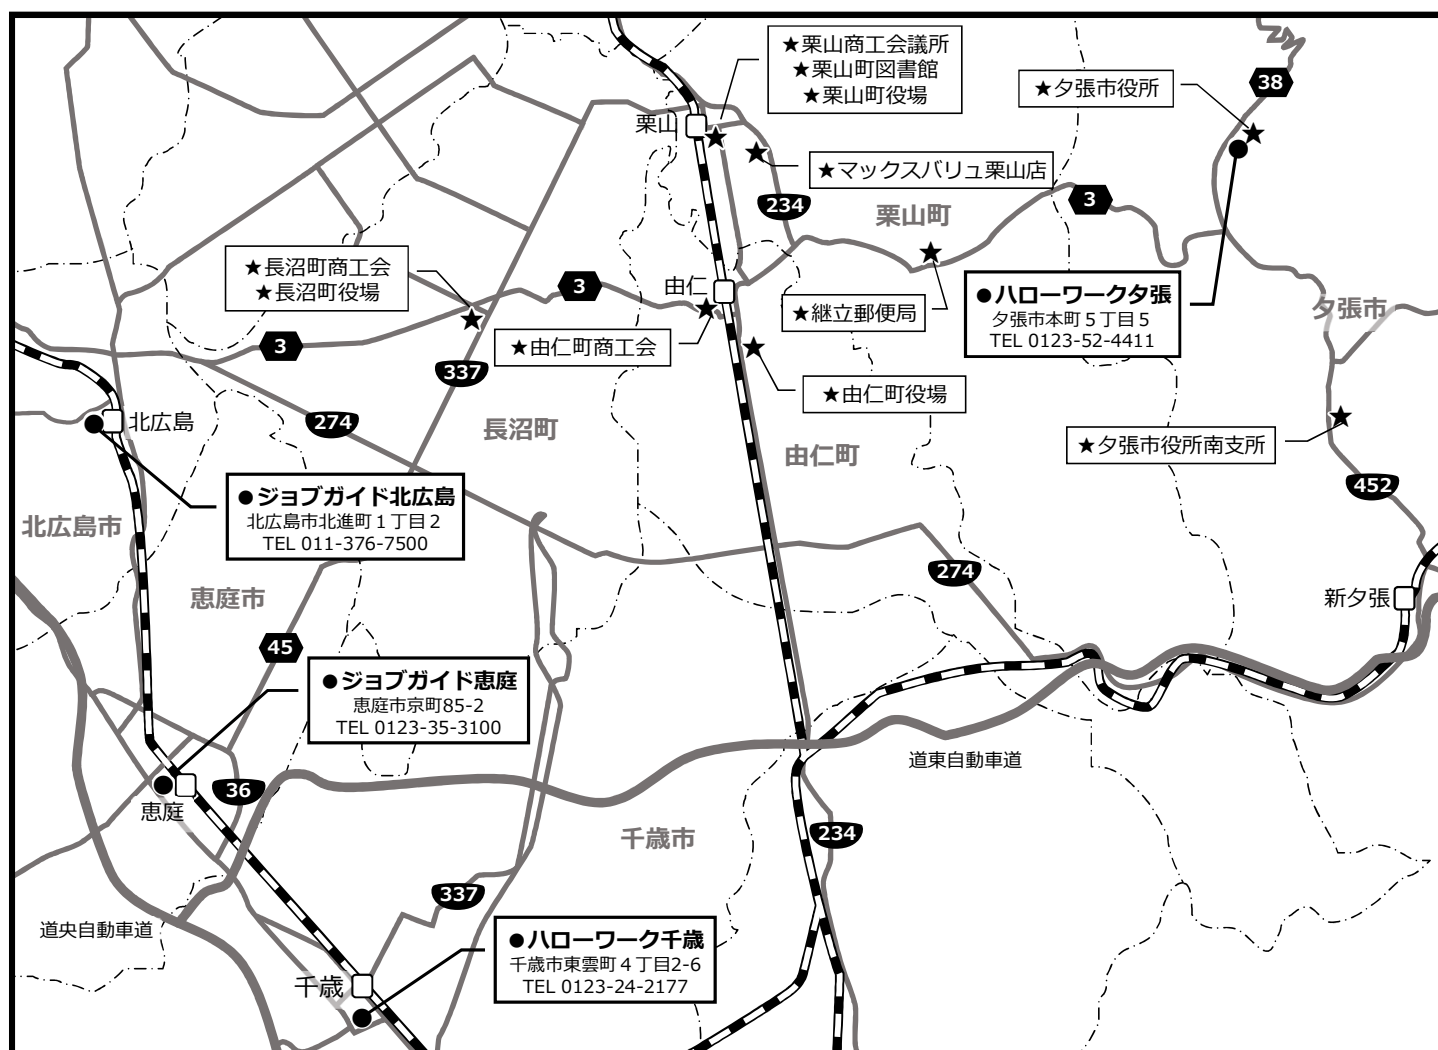 ★栗山商工会議所
★栗山町図書館
★栗山町役場
★夕張市役所
38
栗山
★マックスバリュ栗山店
234
栗山町
3
★長沼町商工会
★長沼町役場
3
由仁
★継立郵便局
●ハローワーク夕張
夕張市本町５丁目５
TEL 0123-52-4411
夕張市
3
★由仁町商工会
337
★由仁町役場
北広島
274
長沼町
由仁町
★夕張市役所南支所
452
●ジョブガイド北広島
北広島市北進町１丁目２
TEL 011-376-7500
北広島市
恵庭市
274
新夕張
45
●ジョブガイド恵庭
恵庭市京町85-2
TEL 0123-35-3100
道東自動車道
36
恵庭
千歳市
234
337
道央自動車道
●ハローワーク千歳
千歳市東雲町４丁目2-6
TEL 0123-24-2177
千歳